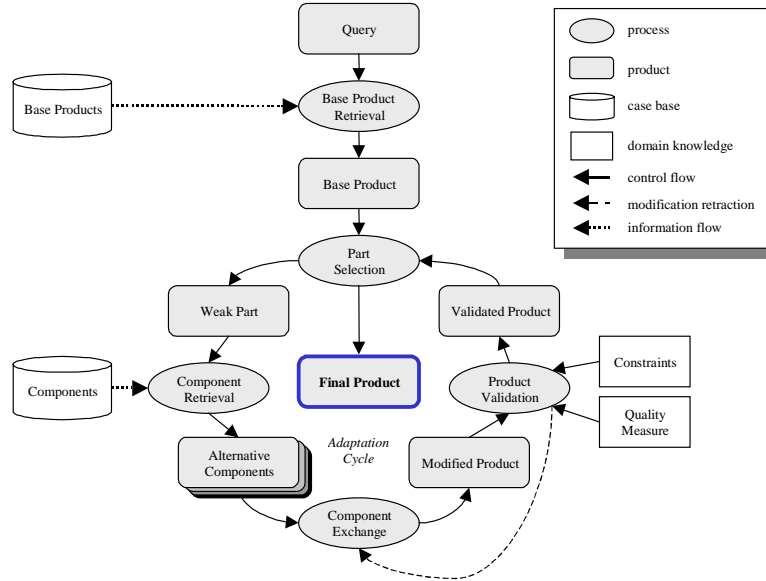 Query
process
Base Products
Base Product
Retrieval
product
case base
Base Product
domain knowledge
control flow
modification retraction
information flow
Part
Selection
Weak Part
Validated Product
Components
Component
Retrieval
Final Product
Product
Validation
Constraints
Quality
Measure
Alternative
Components
Adaptation
Cycle
Modified Product
Component
Exchange